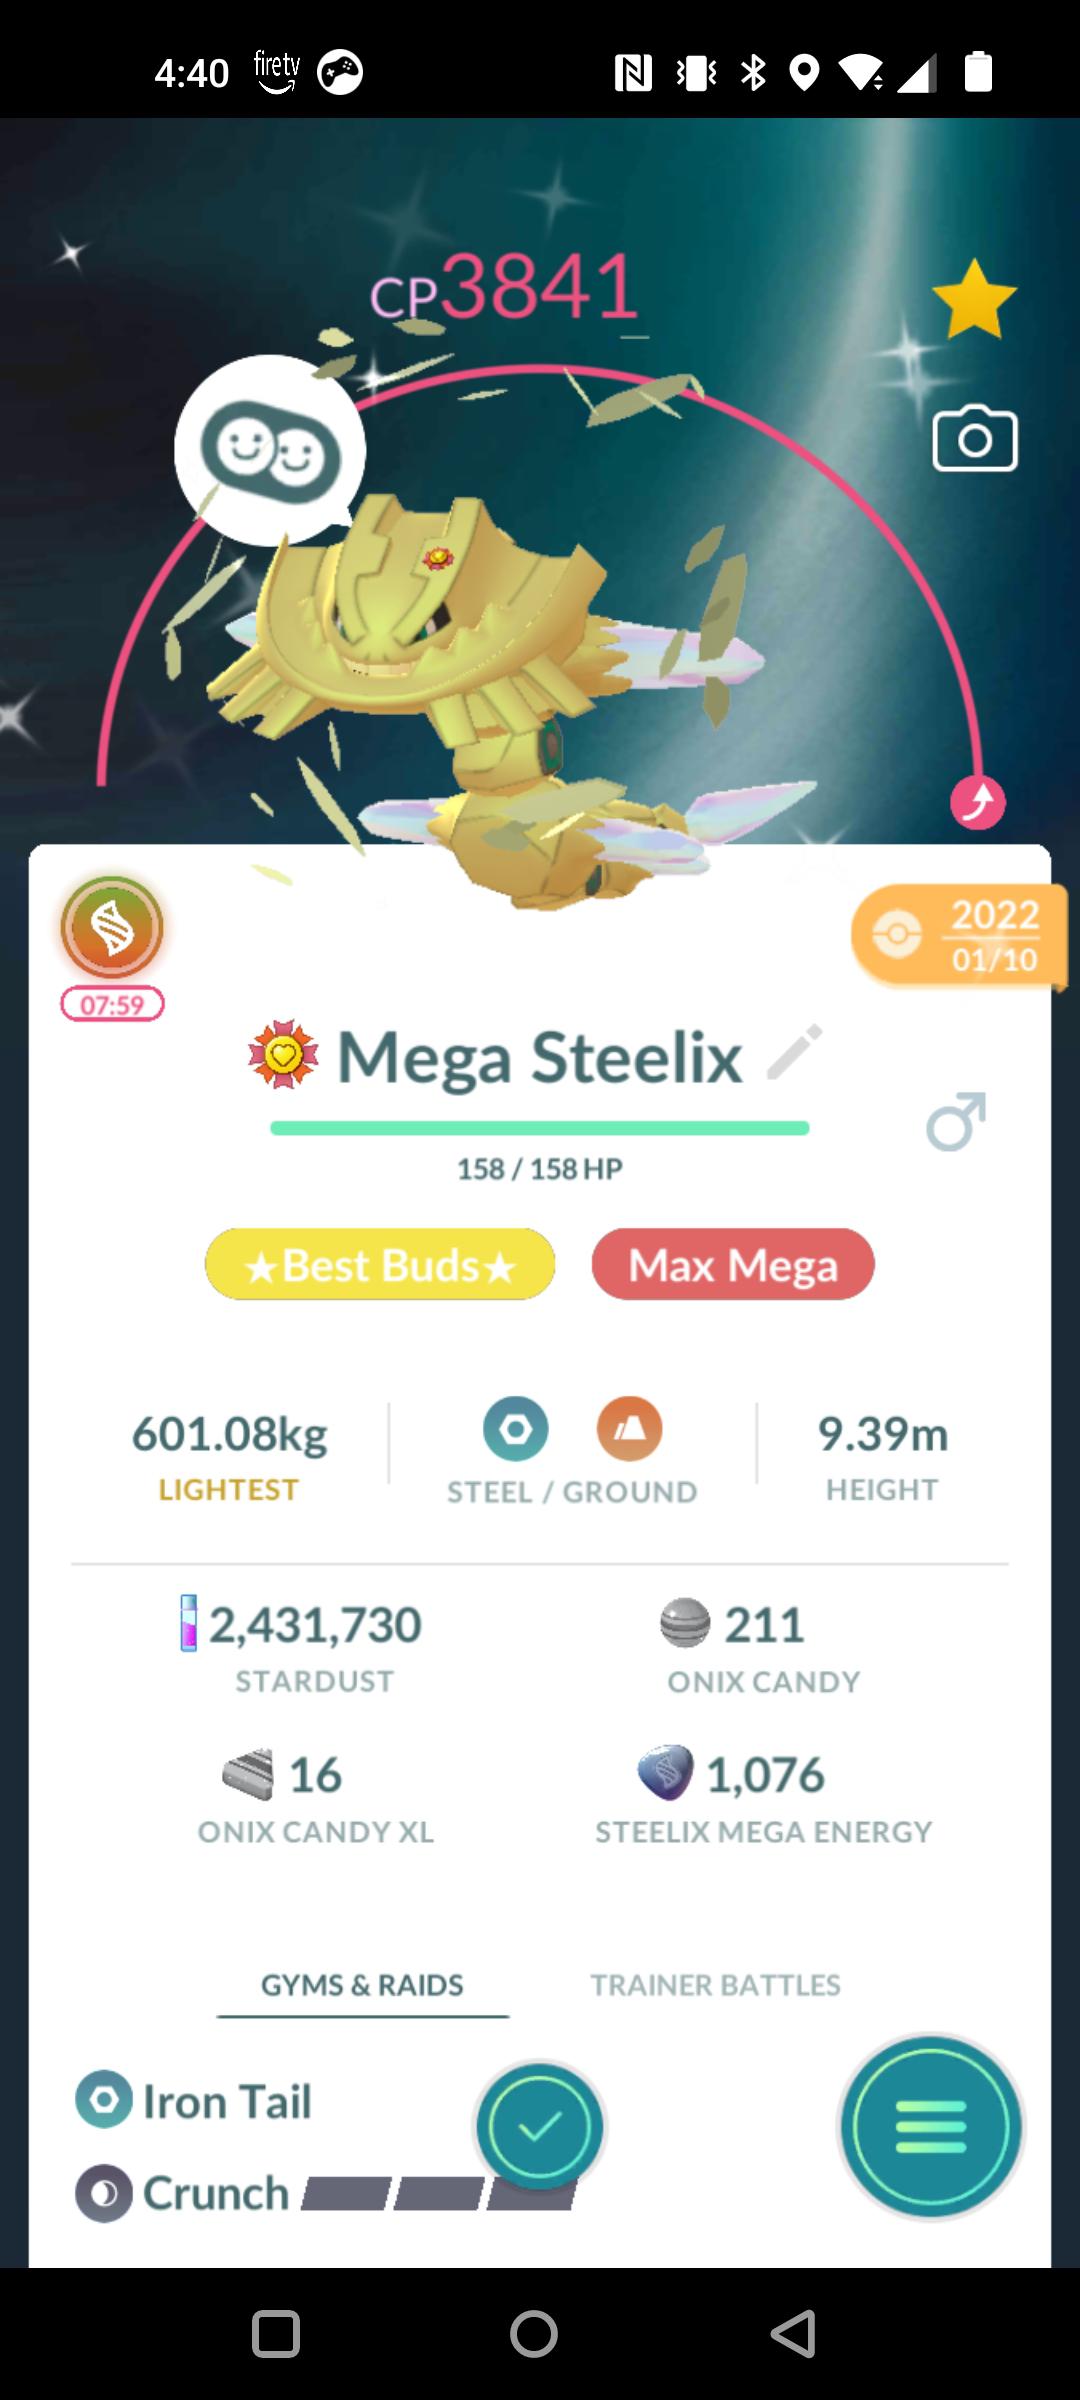 4:40 firetv
CP3841
2022
01/10
07:59
Mega Steelix
158 / 158 HP
★Best Buds★ Max Mega
601.08kg
LIGHTEST
STEEL / GROUND
9.39m
HEIGHT
2,431,730
STARDUST
211
ONIX CANDY
16
ONIX CANDY XL
1,076
STEELIX MEGA ENERGY
GYMS & RAIDS TRAINER BATTLES
Iron Tail
Crunch